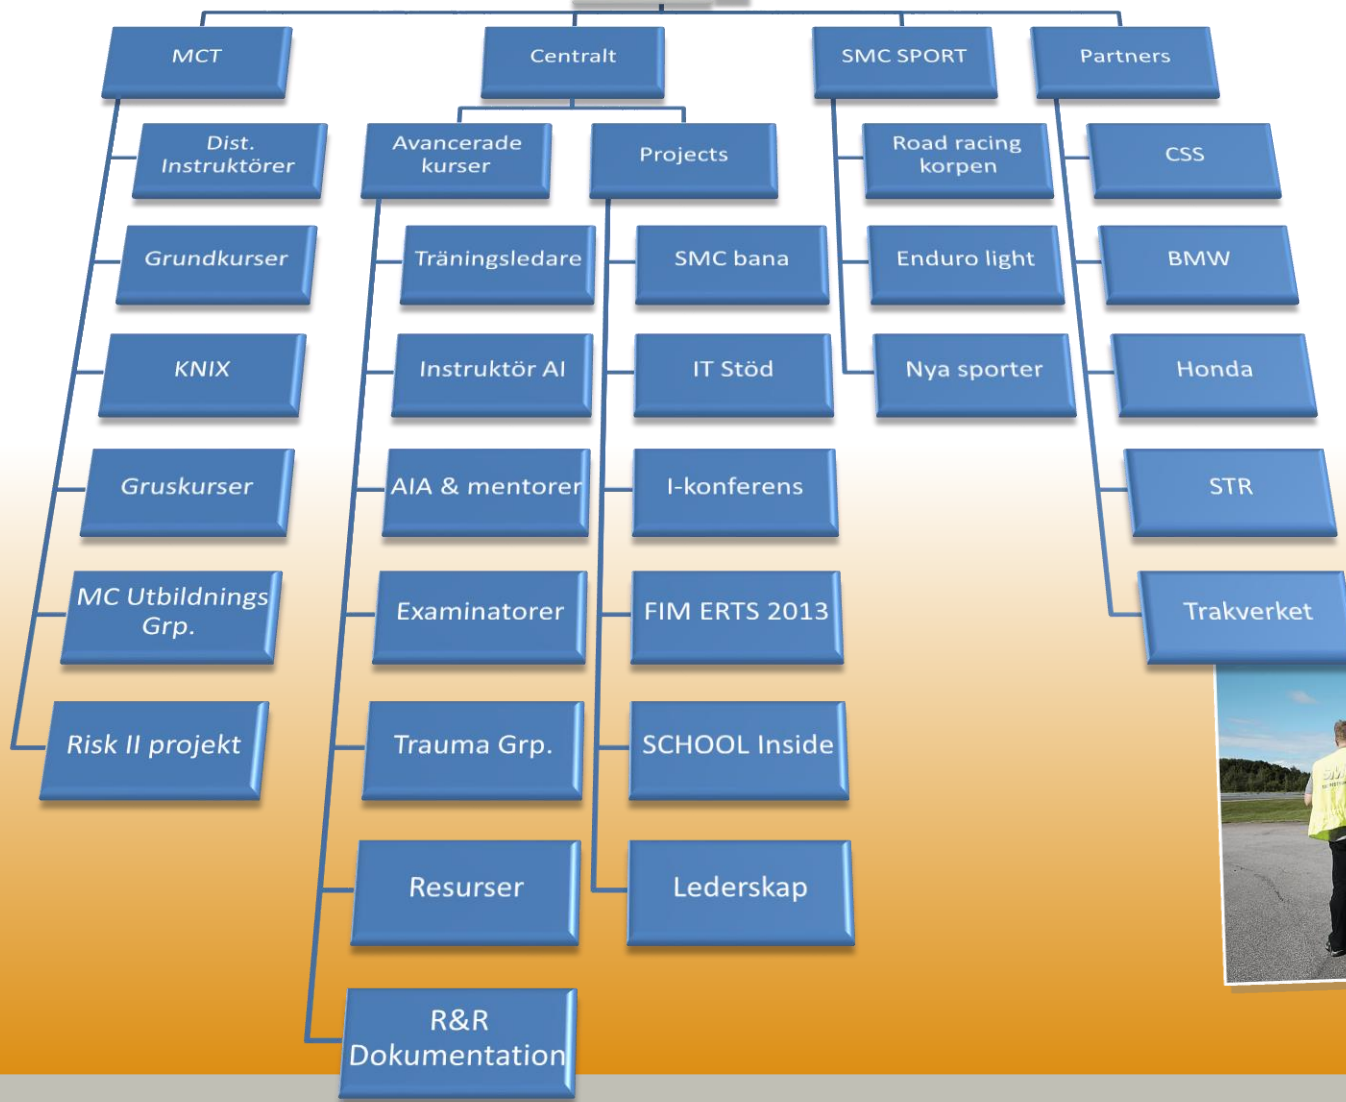 MCT
Centralt
SMC SPORT
Partners
Dist.
Instruktörer
Grundkurser
KNIX
Gruskurser
MC Utbildnings
Grp.
Risk II projekt
Avancerade
kurser
Träningsledare
Instruktör AI
AIA & mentorer
Examinatorer
Trauma Grp.
Resurser
R&R
Dokumentation
Projects
SMC bana
IT Stöd
I-konferens
FIM ERTS 2013
SCHOOL Inside
Lederskap
Road racing
korpen
Enduro light
Nya sporter
CSS
BMW
Honda
STR
Trakverket